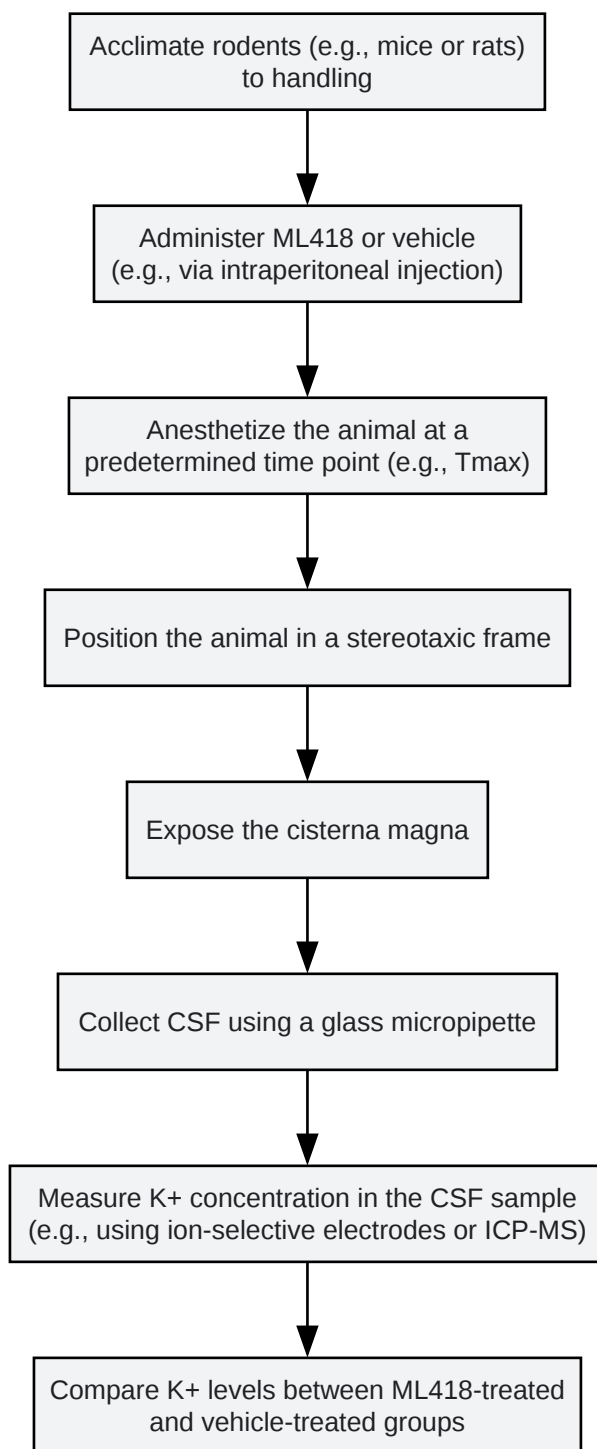 Acclimate rodents (e.g., mice or rats)
to handling
Administer ML418 or vehicle
(e.g., via intraperitoneal injection)
Anesthetize the animal at a
predetermined time point (e.g., Tmax)
Position the animal in a stereotaxic frame
Expose the cisterna magna
Collect CSF using a glass micropipette
Measure K+ concentration in the CSF sample
(e.g., using ion-selective electrodes or ICP-MS)
Compare K+ levels between ML418-treated
and vehicle-treated groups